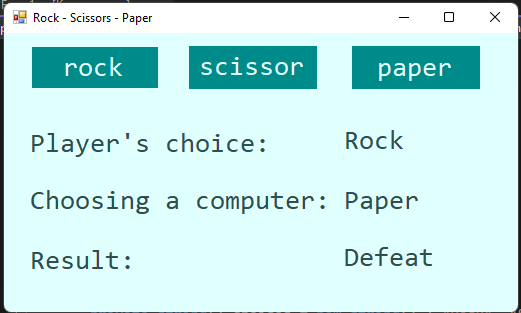 Rock - Scissors - Paper
rock scissor paper
Player's choice: Rock
Choosing a computer: Paper
Result: Defeat